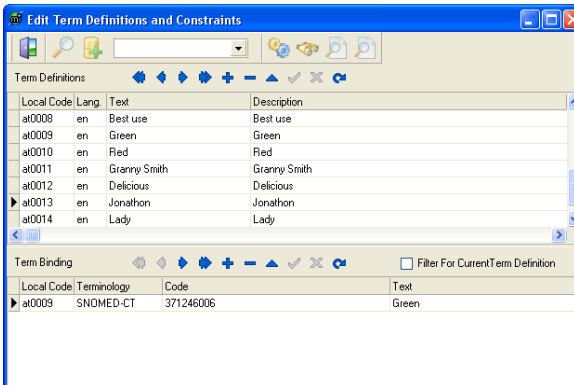 Edit Term Definitions and Constraints
Term Definitions
Local Code Lang. Text Description
at0008 en Best use Best use
at0009 en Green Green
at0010 en Red Red
at0011 en Granny Smith Granny Smith
at0012 en Delicious Delicious
at0013 en Jonathon Jonathon
at0014 en Lady Lady
Term Binding Filter For CurrentTerm Definition
Local Code Terminology Code Text
at0009 SNOMED-CT 371246006 Green